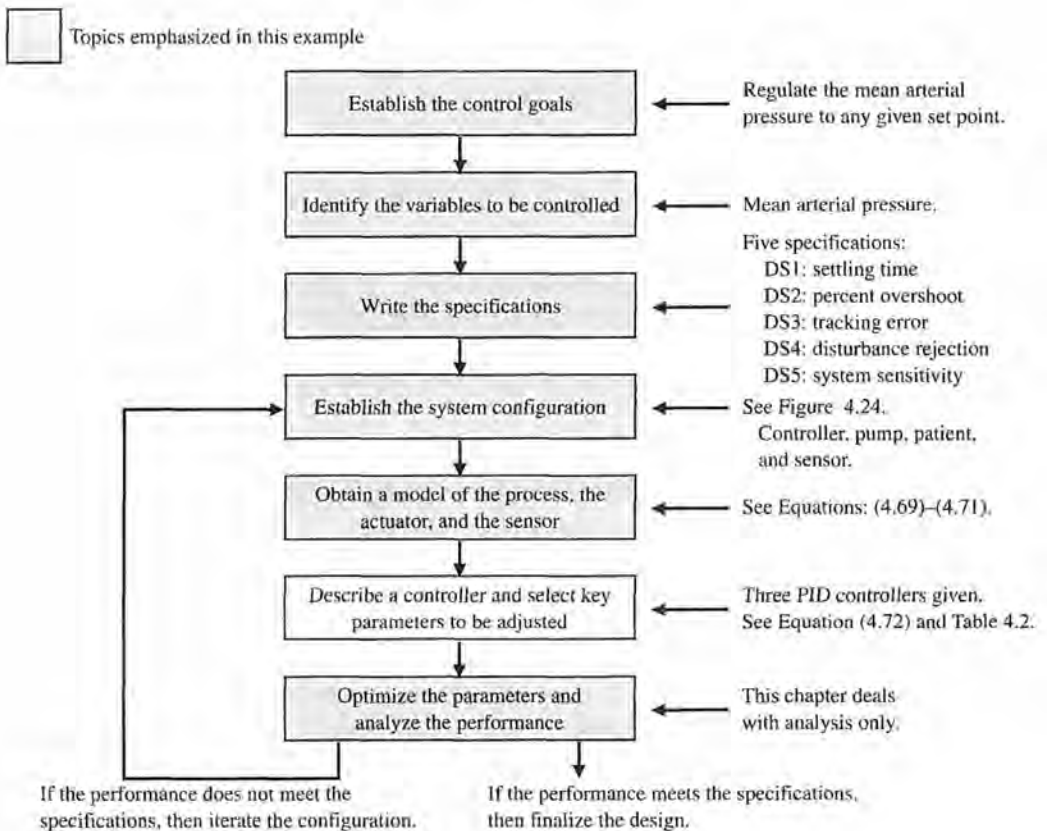 Topics emphasized in this example
Establish the control goals
Regulate the mean arterial
pressure to any given set point.
Identify the variables to be controlled
Mean arterial pressure.
Write the specifications
Five specifications:
DS1: settling time
DS2: percent overshoot
DS3: tracking error
DS4: disturbance rejection
DS5: system sensitivity
Establish the system configuration
See Figure 4.24.
Controller, pump, patient,
and sensor.
Obtain a model of the process, the
actuator, and the sensor
See Equations: (4.69)–(4.71).
Describe a controller and select key
parameters to be adjusted
Three PID controllers given.
See Equation (4.72) and Table 4.2.
Optimize the parameters and
analyze the performance
This chapter deals
with analysis only.
If the performance does not meet the
specifications, then iterate the configuration.
If the performance meets the specifications,
then finalize the design.